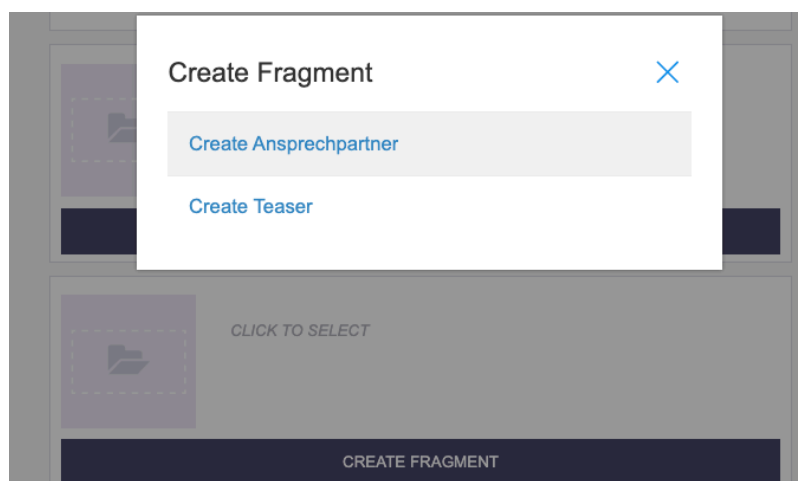 Create Fragment
Create Ansprechpartner
Create Teaser
CLICK TO SELECT
CREATE FRAGMENT